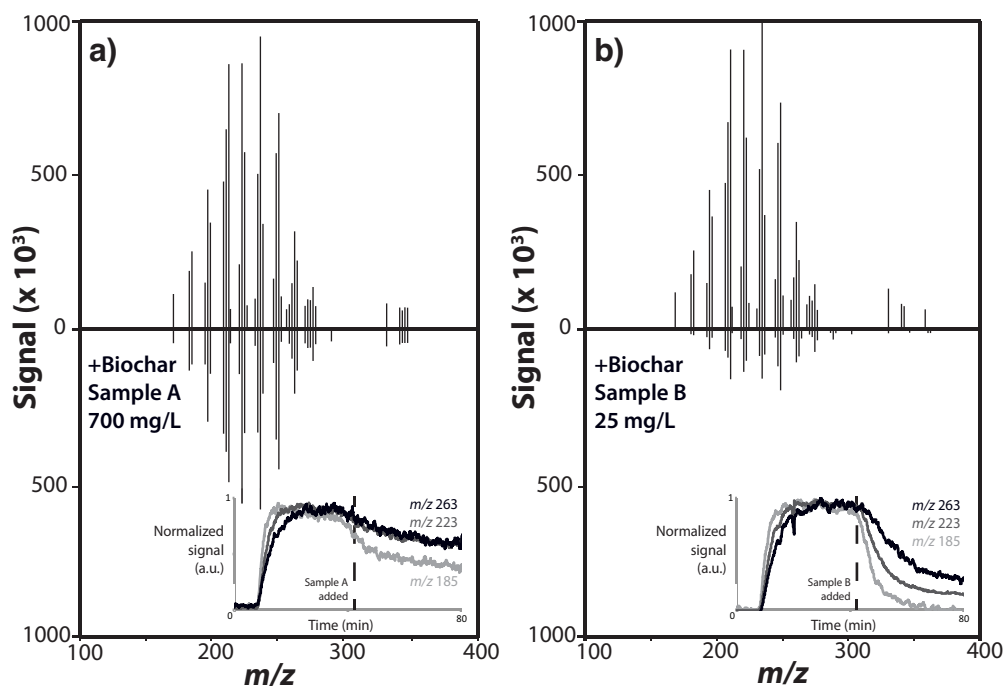 a)
1000
500
0
500
1000
Signal (x 10³)
+Biochar
Sample A
700 mg/L
1
Normalized
signal
(a.u.)
0
m/z 263
m/z 223
m/z 185
Sample A
added
Time (min)
80
100
200
300
400
m/z
b)
1000
500
0
500
1000
Signal (x 10³)
+Biochar
Sample B
25 mg/L
1
Normalized
signal
(a.u.)
0
m/z 263
m/z 223
m/z 185
Sample B
added
Time (min)
80
100
200
300
400
m/z